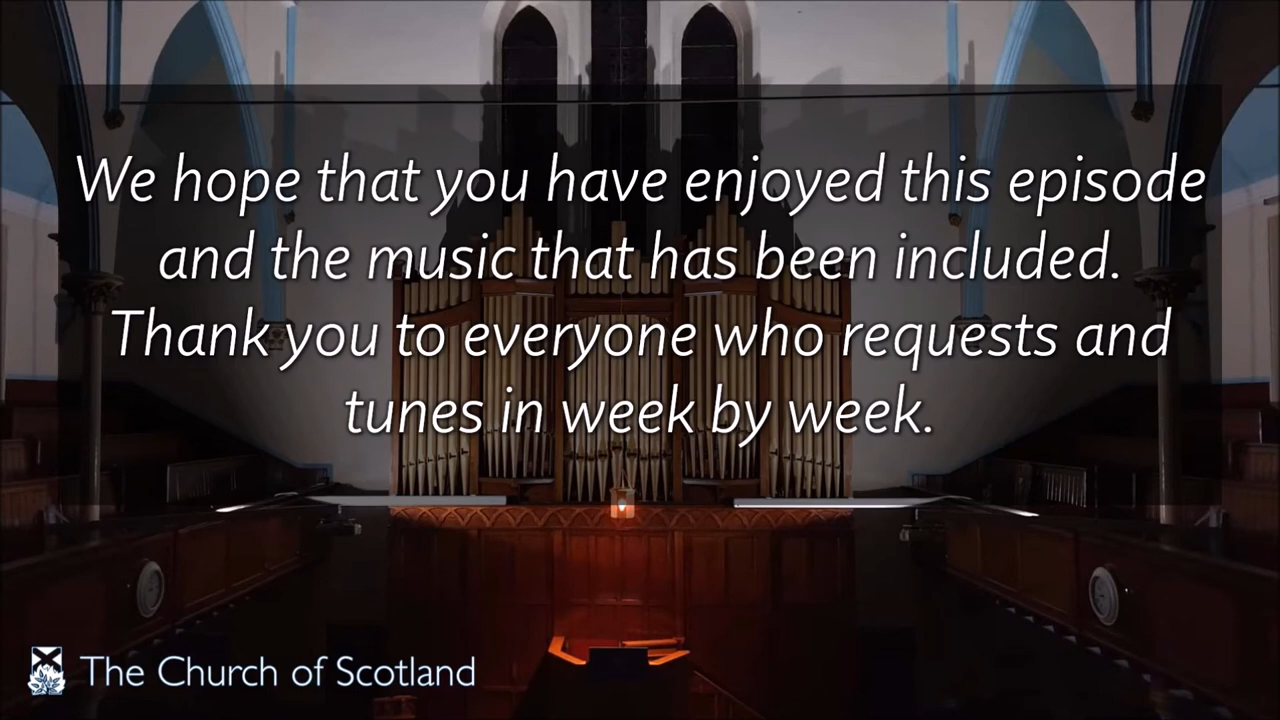 We hope that you have enjoyed this episode
and the music that has been included.
Thank you to everyone who requests and
tunes in week by week.
The Church of Scotland